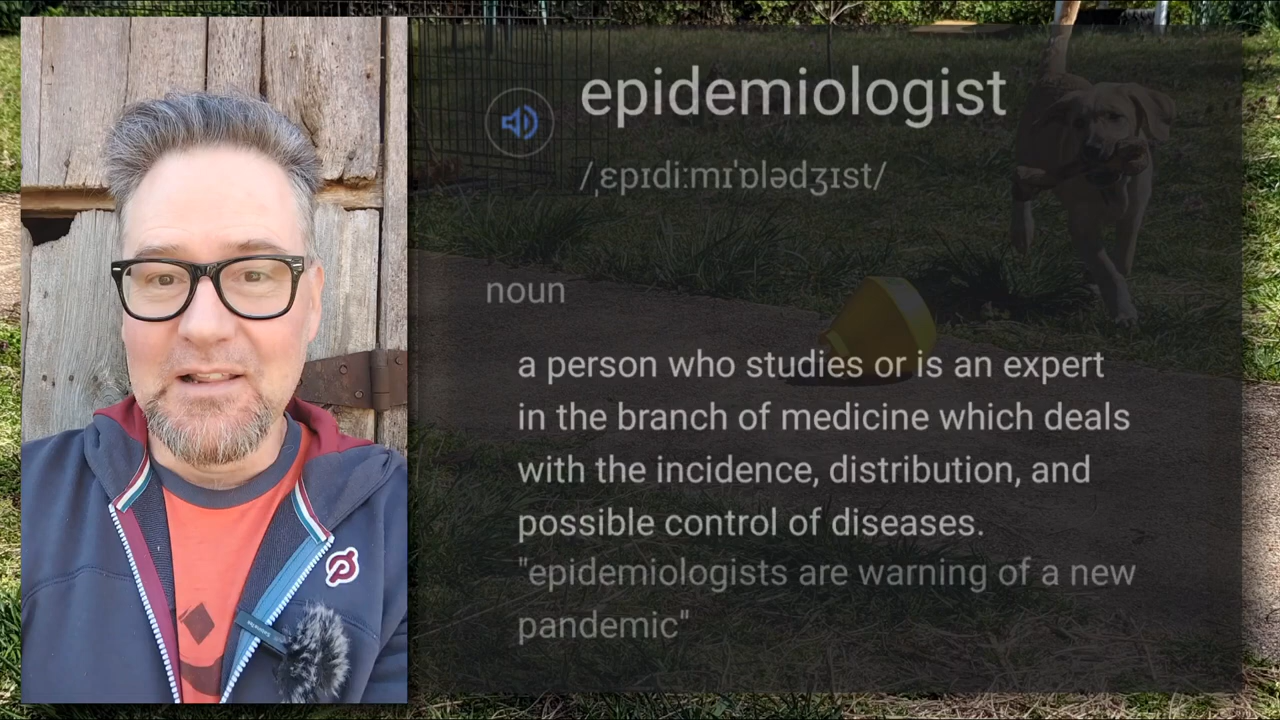 epidemiologist
/ˌɛpɪdiːmɪˈɒlədʒɪst/
noun
a person who studies or is an expert
in the branch of medicine which deals
with the incidence, distribution, and
possible control of diseases.
"epidemiologists are warning of a new
pandemic"